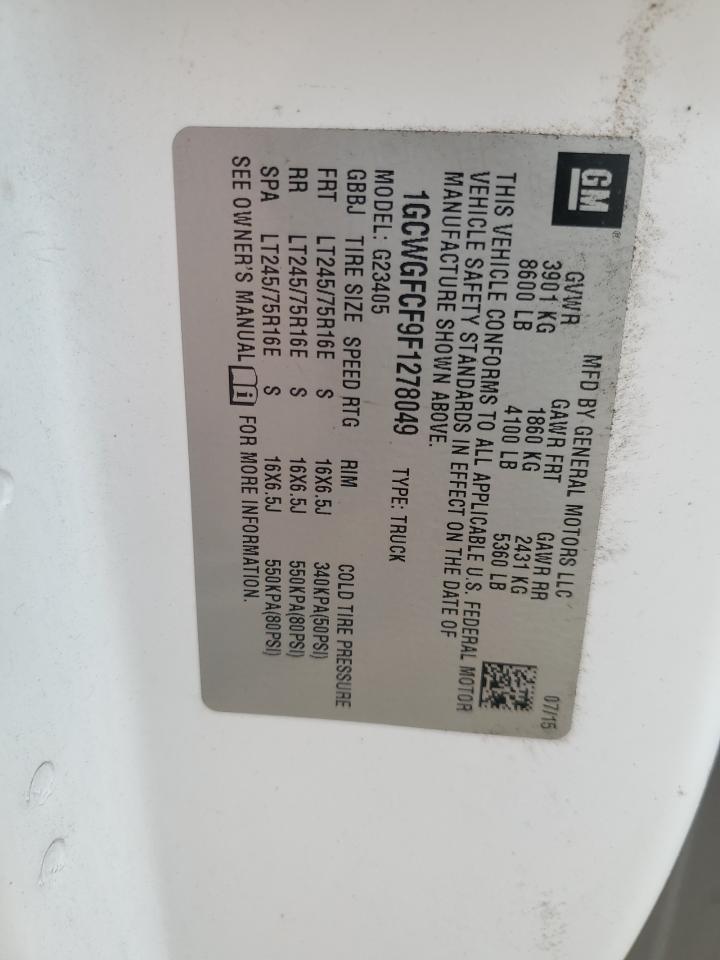 GM®
MFD BY GENERAL MOTORS LLC 07/15
GVWR GAWR FRT GAWR RR
3901 KG 1860 KG 2431 KG
8600 LB 4100 LB 5360 LB
THIS VEHICLE CONFORMS TO ALL APPLICABLE U.S. FEDERAL MOTOR
VEHICLE SAFETY STANDARDS IN EFFECT ON THE DATE OF
MANUFACTURE SHOWN ABOVE.
1GCWGFCF9F1278049 TYPE: TRUCK
MODEL: G23405
GBBJ TIRE SIZE SPEED RTG RIM COLD TIRE PRESSURE
FRT LT245/75R16E S 16X6.5J 340KPA(50PSI)
RR LT245/75R16E S 16X6.5J 550KPA(80PSI)
SPA LT245/75R16E S 16X6.5J 550KPA(80PSI)
SEE OWNER'S MANUAL FOR MORE INFORMATION.